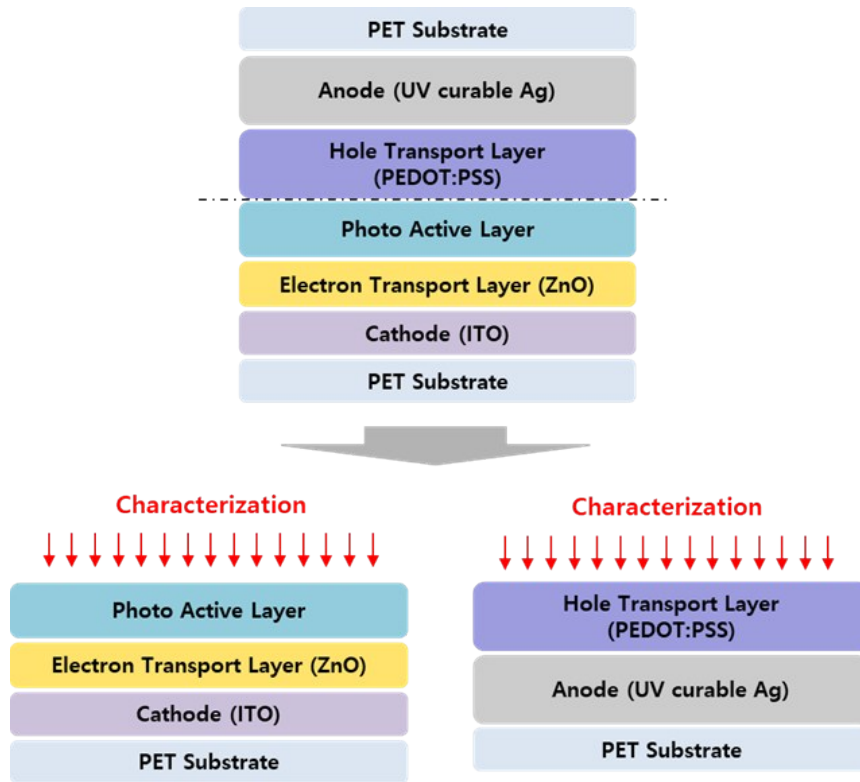 PET Substrate
Anode (UV curable Ag)
Hole Transport Layer
(PEDOT:PSS)
Photo Active Layer
Electron Transport Layer (ZnO)
Cathode (ITO)
PET Substrate
Characterization
Photo Active Layer
Electron Transport Layer (ZnO)
Cathode (ITO)
PET Substrate
Characterization
Hole Transport Layer
(PEDOT:PSS)
Anode (UV curable Ag)
PET Substrate